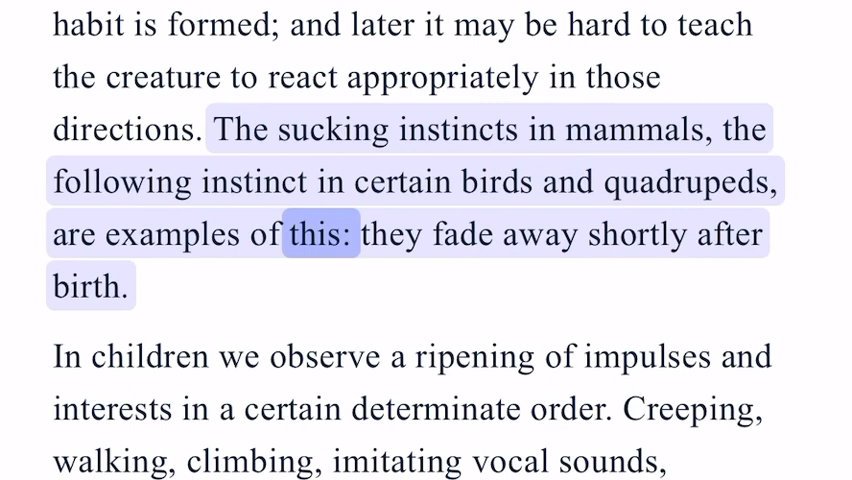 habit is formed; and later it may be hard to teach
the creature to react appropriately in those
directions. The sucking instincts in mammals, the
following instinct in certain birds and quadrupeds,
are examples of this: they fade away shortly after
birth.
In children we observe a ripening of impulses and
interests in a certain determinate order. Creeping,
walking, climbing, imitating vocal sounds,